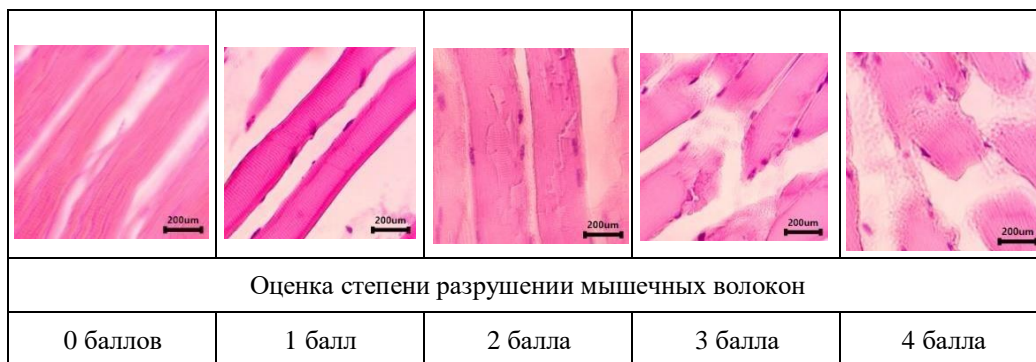 200um 200um 200um 200um 200um
Оценка степени разрушении мышечных волокон
0 баллов 1 балл 2 балла 3 балла 4 балла